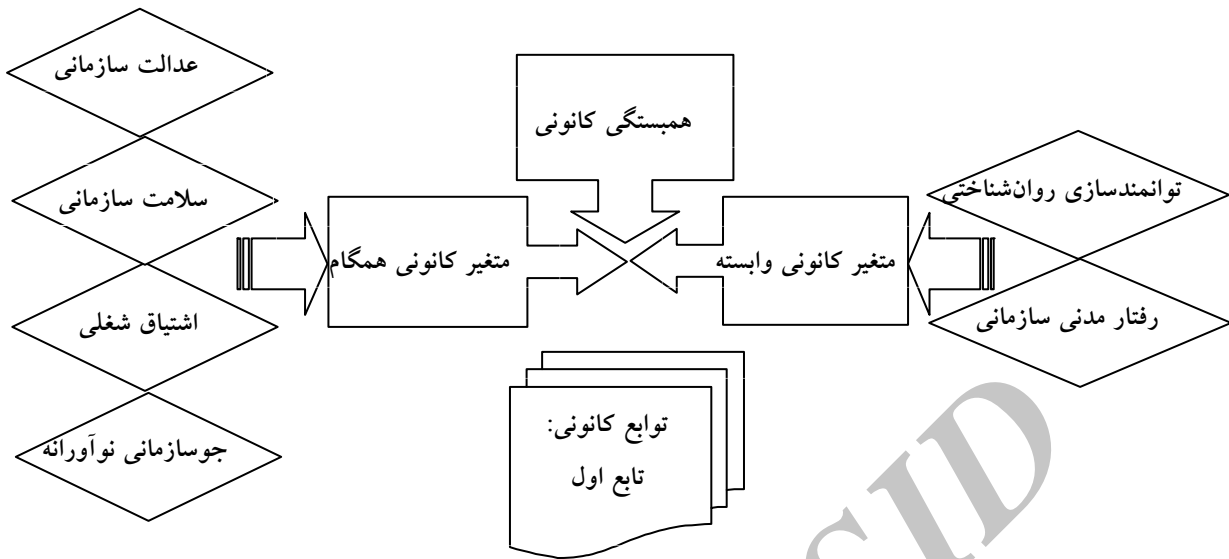 عدالت سازمانی
سلامت سازمانی
اشتیاق شغلی
جوسازمانی نوآورانه
همبستگی کانونی
متغیر کانونی همگام
متغیر کانونی وابسته
توانمندسازی روان‌شناختی
رفتار مدنی سازمانی
توابع کانونی:
تابع اول
SID